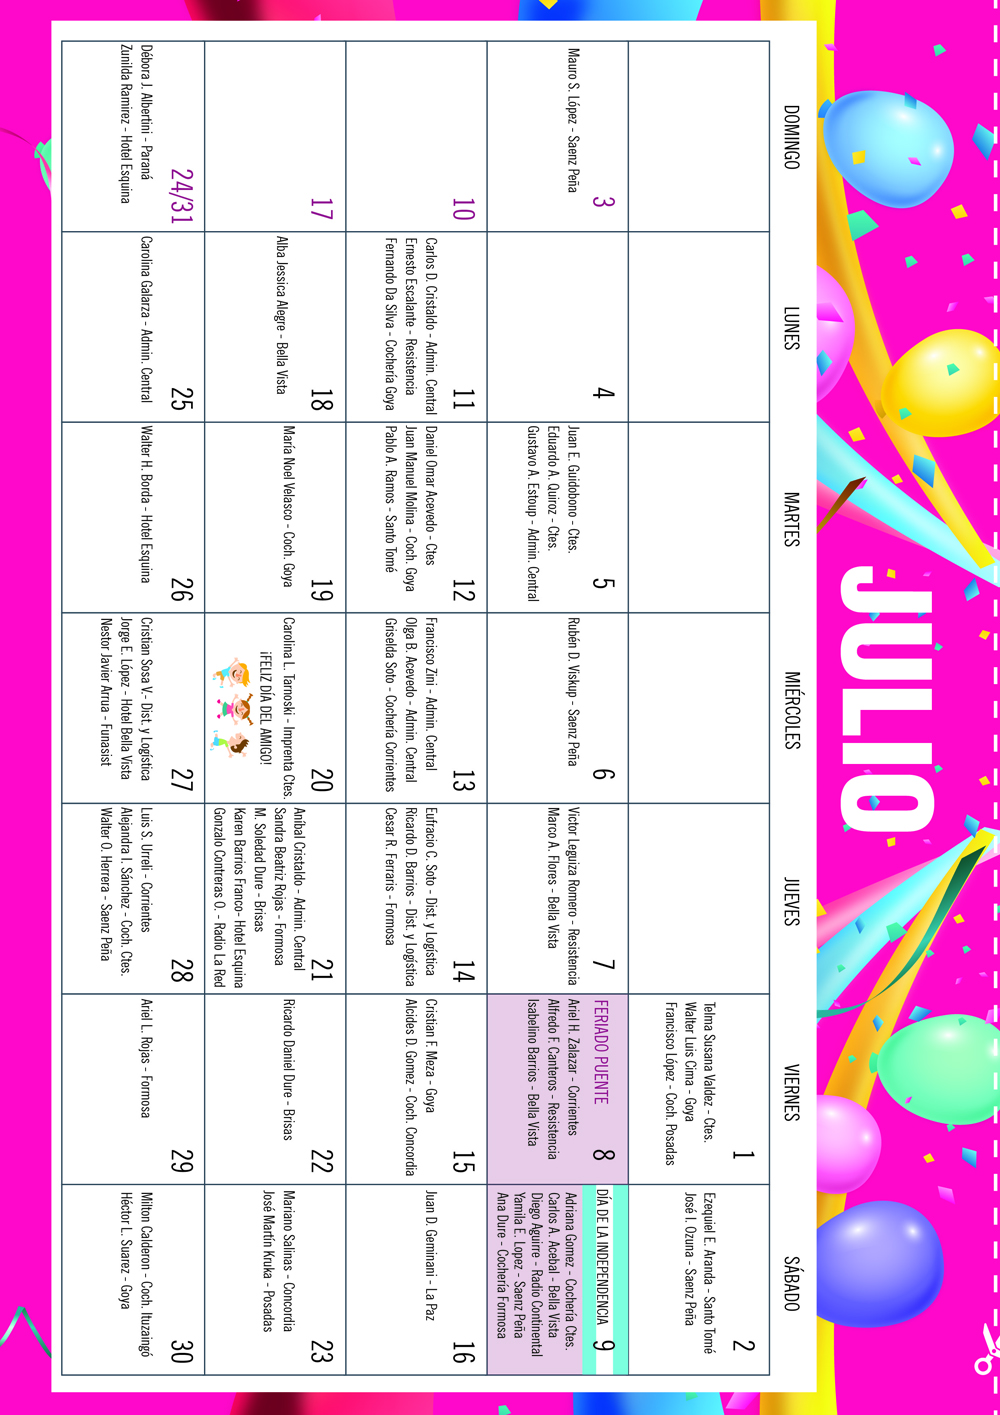 JULIO
DOMINGO
LUNES
MARTES
MIÉRCOLES
JUEVES
VIERNES
SÁBADO
1
Telma Susana Valdez - Ctes.
Walter Luis Cima - Goya
Francisco López - Coch. Posadas
2
Ezequiel E. Aranda - Santo Tomé
José I. Ozuna - Saenz Peña
3
Mauro S. López - Saenz Peña
4
5
Juan E. Guidobono - Ctes.
Eduardo A. Quiroz - Ctes.
Gustavo A. Estoup - Admin. Central
6
Rubén D. Viskup - Saenz Peña
7
Victor Leguiza Romero - Resistencia
Marco A. Flores - Bella Vista
FERIADO PUENTE
8
Ariel H. Zalazar - Corrientes
Alfredo F. Canteros - Resistencia
Isabelino Barrios - Bella Vista
DÍA DE LA INDEPENDENCIA
9
Adriana Gomez - Cochería Ctes.
Carlos A. Acebal - Bella Vista
Diego Aguirre - Radio Continental
Yamila E. Lopez - Saenz Peña
Ana Dure - Cochería Formosa
10
11
Carlos D. Cristaldo - Admin. Central
Ernesto Escalante - Resistencia
Fernando Da Silva - Cochería Goya
12
Daniel Omar Acevedo - Ctes
Juan Manuel Molina - Coch. Goya
Pablo A. Ramos - Santo Tomé
13
Francisco Zini - Admin. Central
Olga B. Acevedo - Admin. Central
Griselda Soto - Cochería Corrientes
14
Eufracio C. Soto - Dist. y Logística
Ricardo D. Barrios - Dist. y Logística
Cesar R. Ferraris - Formosa
15
Cristian F. Meza - Goya
Alcides D. Gomez - Coch. Concordia
16
Juan D. Geminani - La Paz
17
18
Alba Jessica Alegre - Bella Vista
19
María Noel Velasco - Coch. Goya
20
Carolina L. Tarnoski - Imprenta Ctes.
¡FELIZ DÍA DEL AMIGO!
21
Aníbal Cristaldo - Admin. Central
Sandra Beatriz Rojas - Formosa
M. Soledad Dure - Brisas
Karen Barrios Franco- Hotel Esquina
Gonzalo Contreras O. - Radio La Red
22
Ricardo Daniel Dure - Brisas
23
Mariano Salinas - Concordia
José Martín Kruka - Posadas
24/31
Débora J. Albertini - Paraná
Zunilda Ramirez - Hotel Esquina
25
Carolina Galarza - Admin. Central
26
Walter H. Borda - Hotel Esquina
27
Cristian Sosa V.- Dist. y Logística
Jorge E. López - Hotel Bella Vista
Nestor Javier Arrua - Funasist
28
Luis S. Urreli - Corrientes
Alejandra I. Sánchez - Coch. Ctes.
Walter O. Herrera - Saenz Peña
29
Ariel L. Rojas - Formosa
30
Milton Calderon - Coch. Ituzaingó
Héctor L. Suarez - Goya